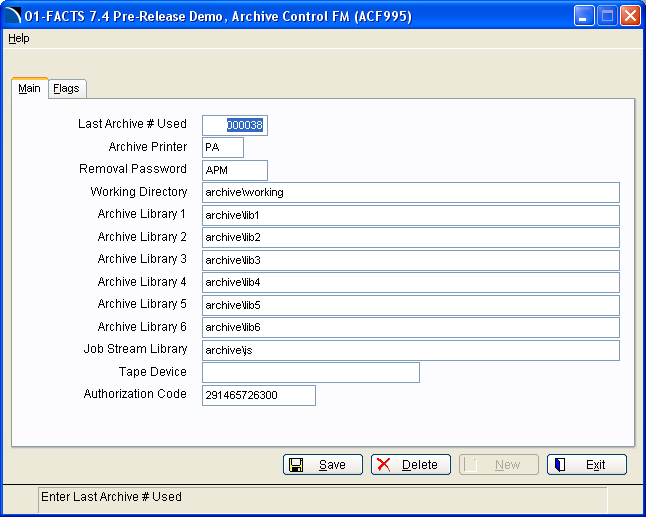 01-FACTS 7.4 Pre-Release Demo, Archive Control FM (ACF995)
Help
Main Flags
Last Archive # Used 000038
Archive Printer PA
Removal Password APM
Working Directory archive\working
Archive Library 1 archive\lib1
Archive Library 2 archive\lib2
Archive Library 3 archive\lib3
Archive Library 4 archive\lib4
Archive Library 5 archive\lib5
Archive Library 6 archive\lib6
Job Stream Library archive\js
Tape Device
Authorization Code 291465726300
Save Delete New Exit
Enter Last Archive # Used